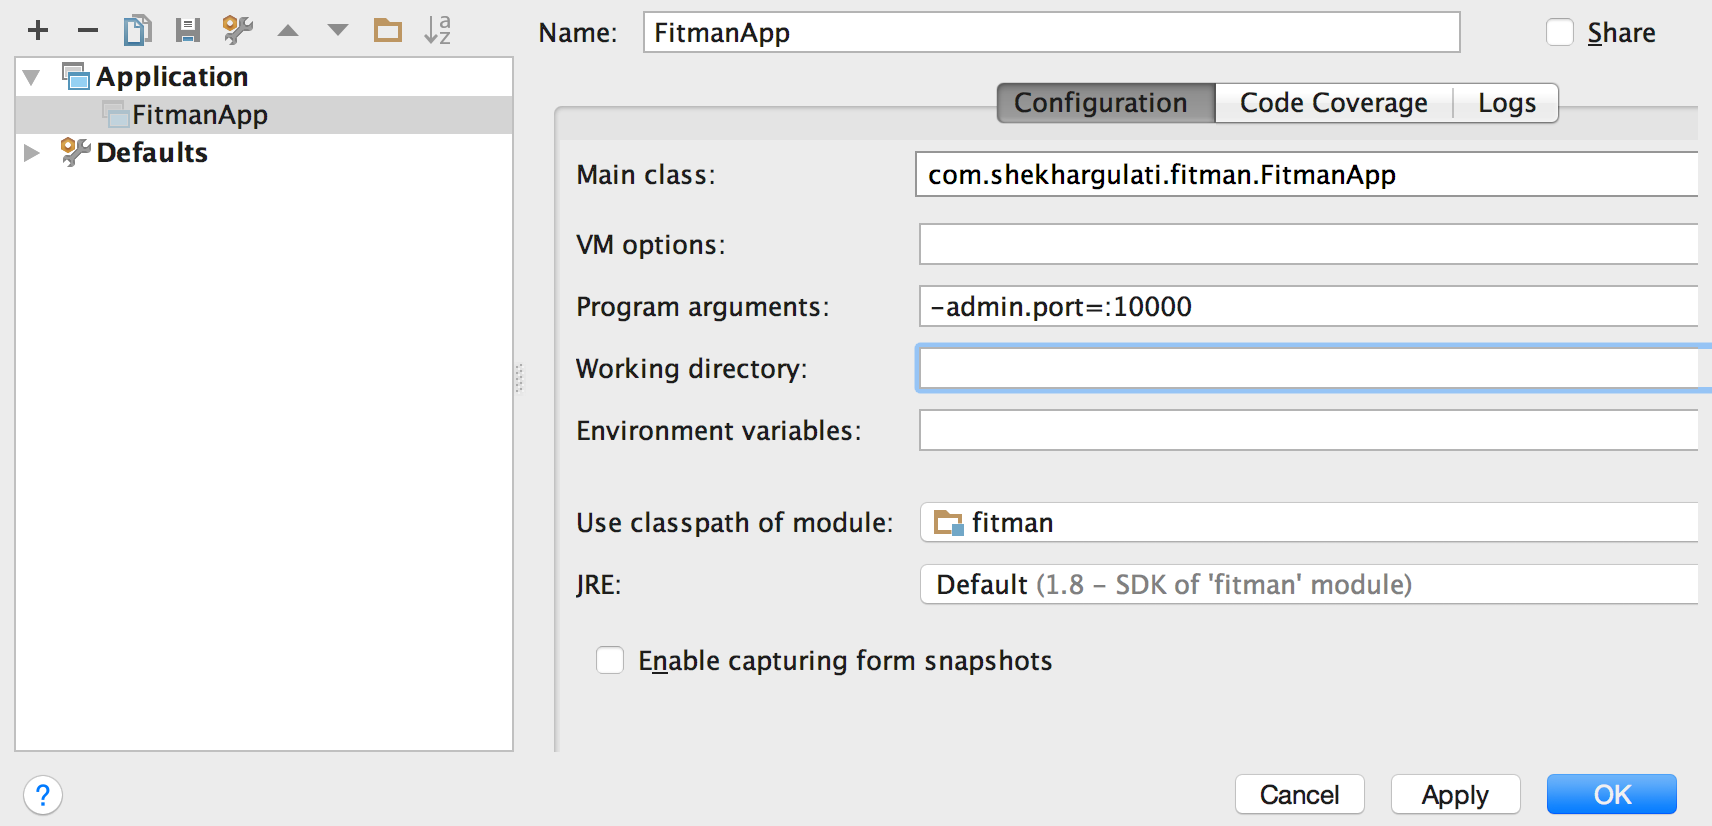 Name: FitmanApp Share
Application
FitmanApp
Defaults
Configuration Code Coverage Logs
Main class: com.shekhargulati.fitman.FitmanApp
VM options:
Program arguments: -admin.port=:10000
Working directory:
Environment variables:
Use classpath of module: fitman
JRE: Default (1.8 - SDK of 'fitman' module)
Enable capturing form snapshots
? Cancel Apply OK